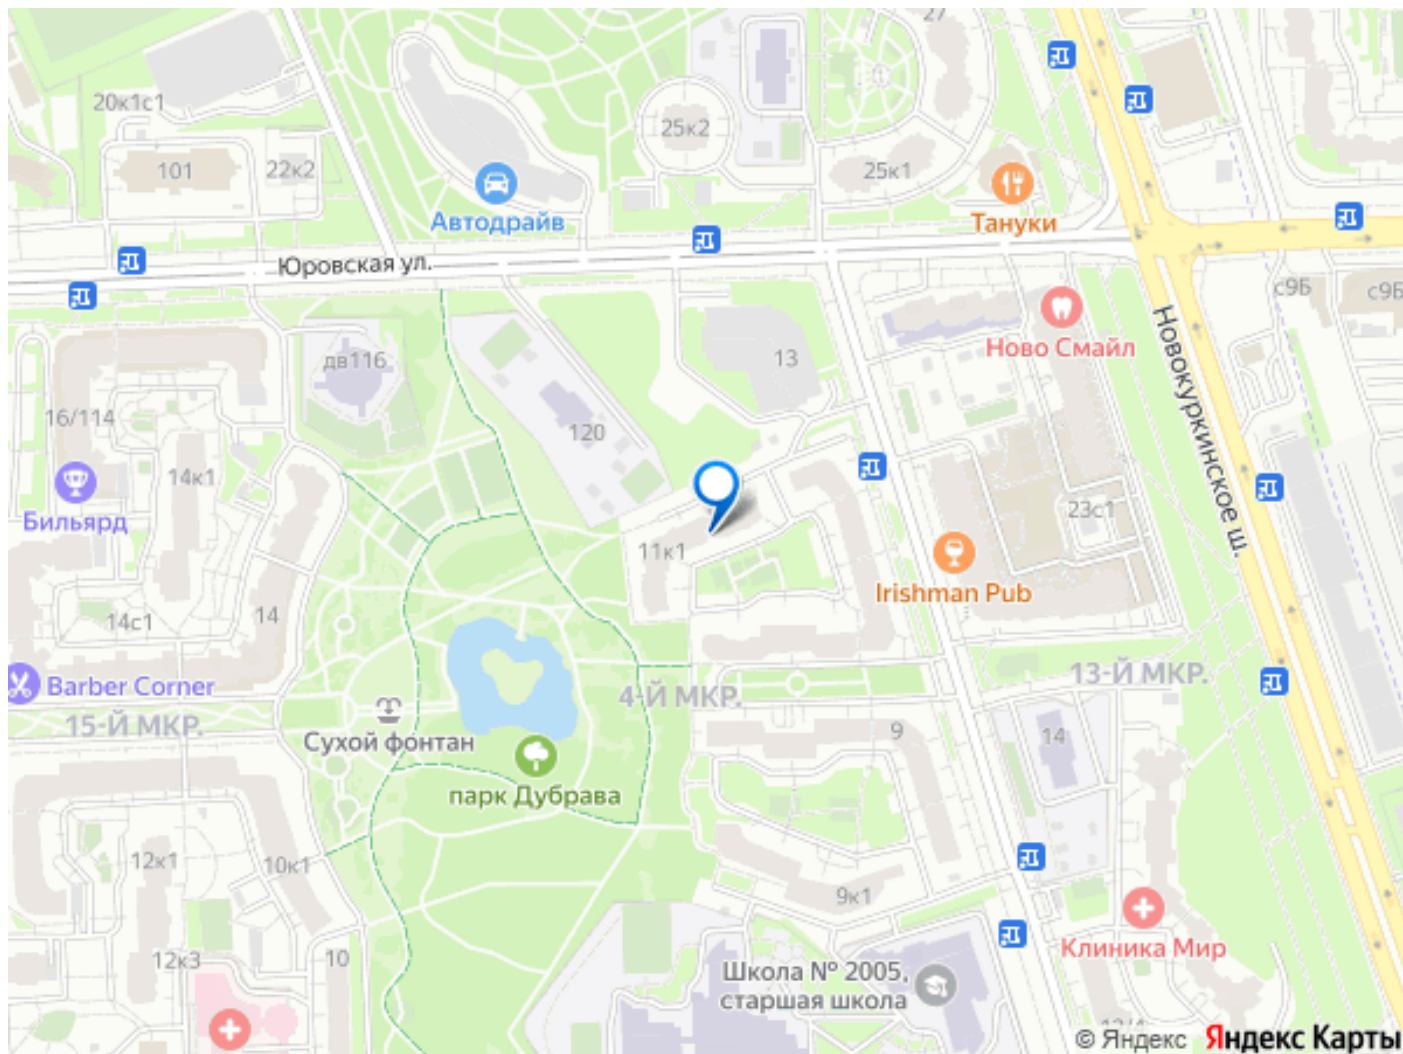 27
20к1с1
25к2
101
22к2
25к1
Автодрайв
Тануки
Юровская ул.
с9Б
с9Б
Новокуркинское ш.
Ново Смайл
дв116
13
16/114
120
14к1
Бильярд
23с1
11к1
Irishman Pub
14с1
14
Barber Corner
4-Й МКР.
13-Й МКР.
15-Й МКР.
Сухой фонтан
9
14
парк Дубрава
12к1
10к1
9к1
Клиника Мир
12к3
10
Школа № 2005,
старшая школа
© Яндекс Яндекс Карты